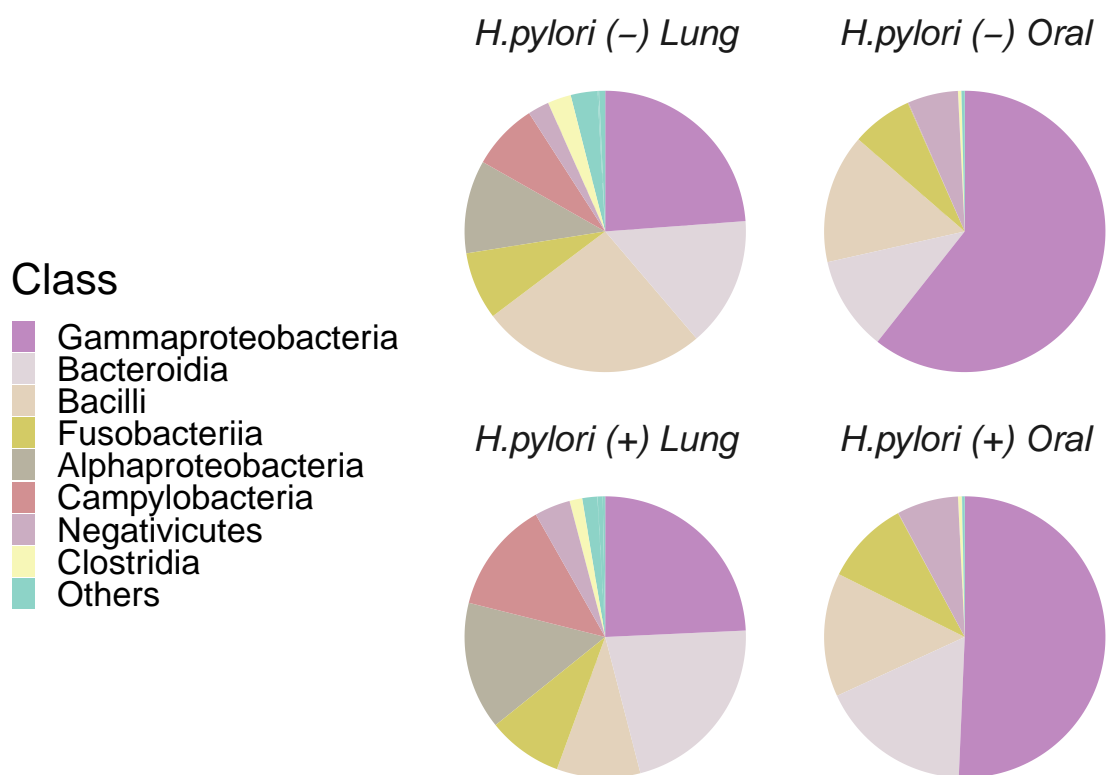 H.pylori (−) Lung
H.pylori (−) Oral
Class
Gammaproteobacteria
Bacteroidia
Bacilli
Fusobacteriia
Alphaproteobacteria
Campylobacteria
Negativicutes
Clostridia
Others
H.pylori (+) Lung
H.pylori (+) Oral